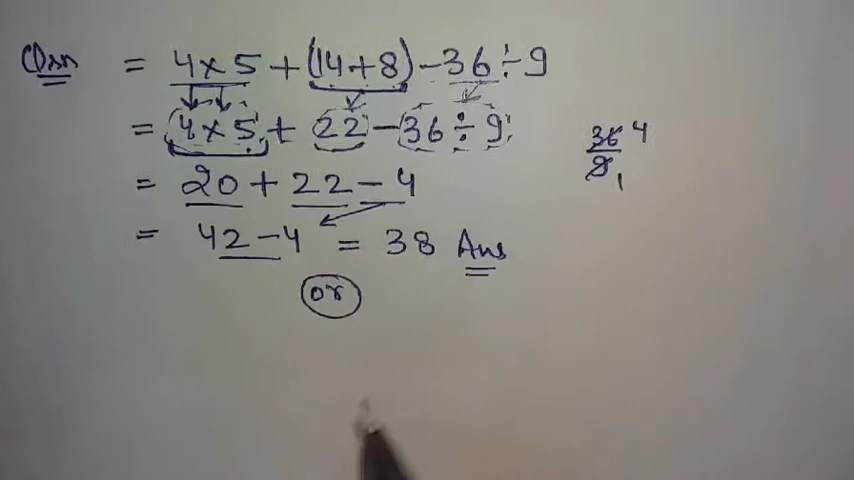 Qsn = 4×5+(14+8)-36÷9
= 4×5+ 22-36÷9
36 4
9 1
= 20+22-4
= 42-4 = 38 Ans
or